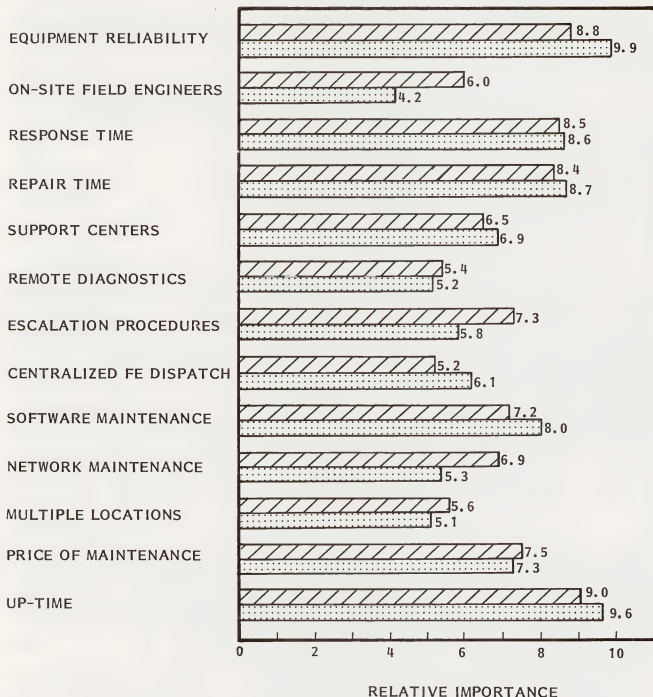 EQUIPMENT RELIABILITY
8.8
9.9
ON-SITE FIELD ENGINEERS
6.0
4.2
RESPONSE TIME
8.5
8.6
REPAIR TIME
8.4
8.7
SUPPORT CENTERS
6.5
6.9
REMOTE DIAGNOSTICS
5.4
5.2
ESCALATION PROCEDURES
7.3
5.8
CENTRALIZED FE DISPATCH
5.2
6.1
SOFTWARE MAINTENANCE
7.2
8.0
NETWORK MAINTENANCE
6.9
5.3
MULTIPLE LOCATIONS
5.6
5.1
PRICE OF MAINTENANCE
7.5
7.3
UP-TIME
9.0
9.6
0 2 4 6 8 10
RELATIVE IMPORTANCE